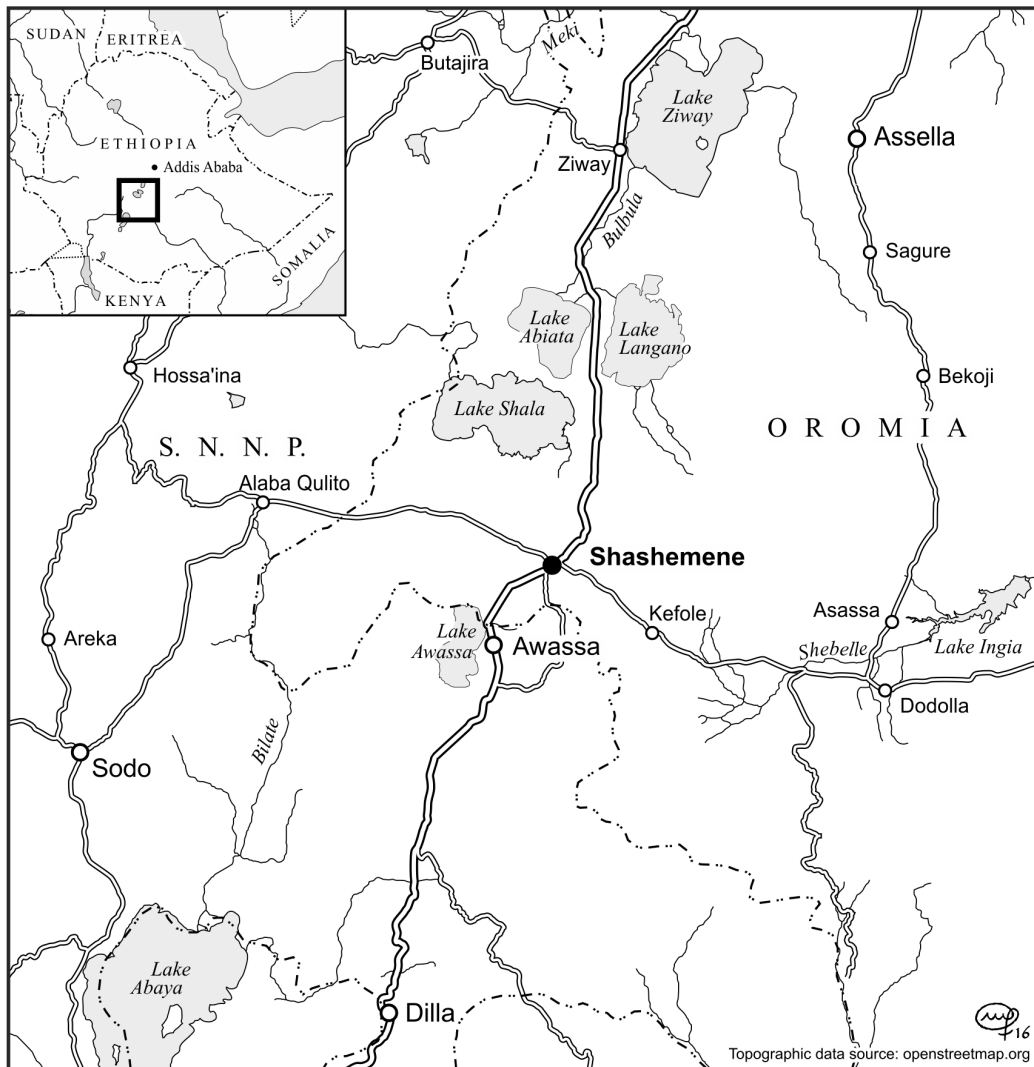 SUDAN
ERITREA
ETHIOPIA
Addis Ababa
SOMALIA
KENYA
Meki
Butajira
Lake
Ziway
Ziway
Assella
Bulbula
Sagure
Lake
Abiata
Lake
Langano
Hossa'ina
Bekoji
Lake Shala
OROMIA
S. N. N. P.
Alaba Qulito
Shashemene
Kefole
Asassa
Areka
Lake
Awassa
Awassa
Shebelle
Lake Ingia
Dodolla
Bilate
Sodo
Lake
Abaya
Dilla
16
Topographic data source: openstreetmap.org